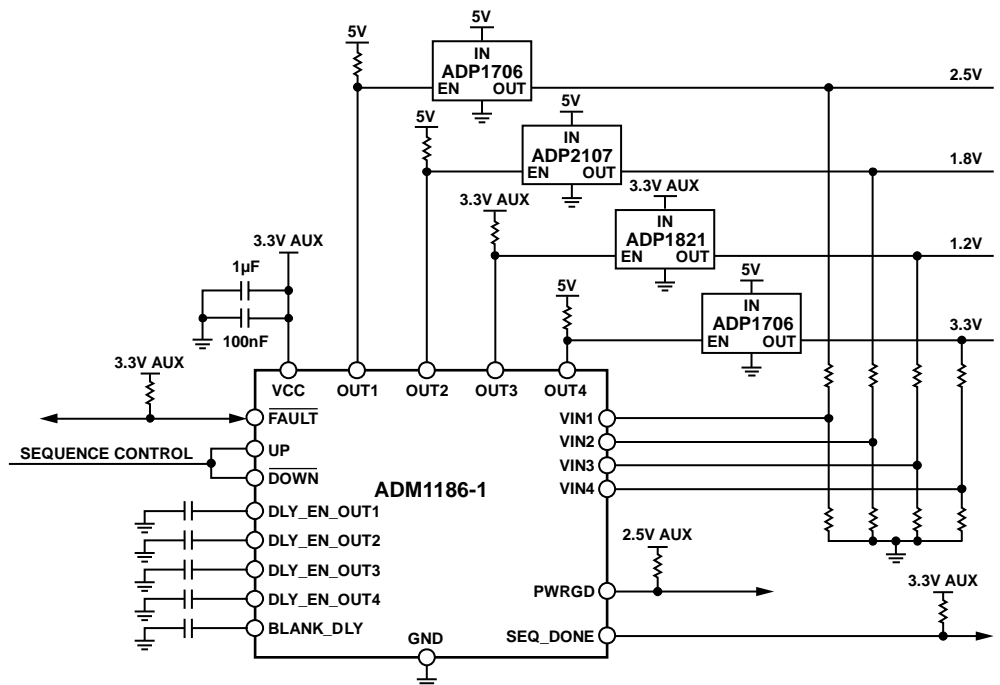 5V
5V
IN
ADP1706
EN OUT
2.5V
5V
5V
IN
ADP2107
EN OUT
1.8V
3.3V AUX
3.3V AUX
IN
ADP1821
EN OUT
1.2V
5V
5V
IN
ADP1706
EN OUT
3.3V
3.3V AUX
1µF
100nF
3.3V AUX
VCC OUT1 OUT2 OUT3 OUT4
FAULT
SEQUENCE CONTROL
UP
DOWN
ADM1186-1
DLY_EN_OUT1
DLY_EN_OUT2
DLY_EN_OUT3
DLY_EN_OUT4
BLANK_DLY
GND
VIN1
VIN2
VIN3
VIN4
2.5V AUX
PWRGD
3.3V AUX
SEQ_DONE